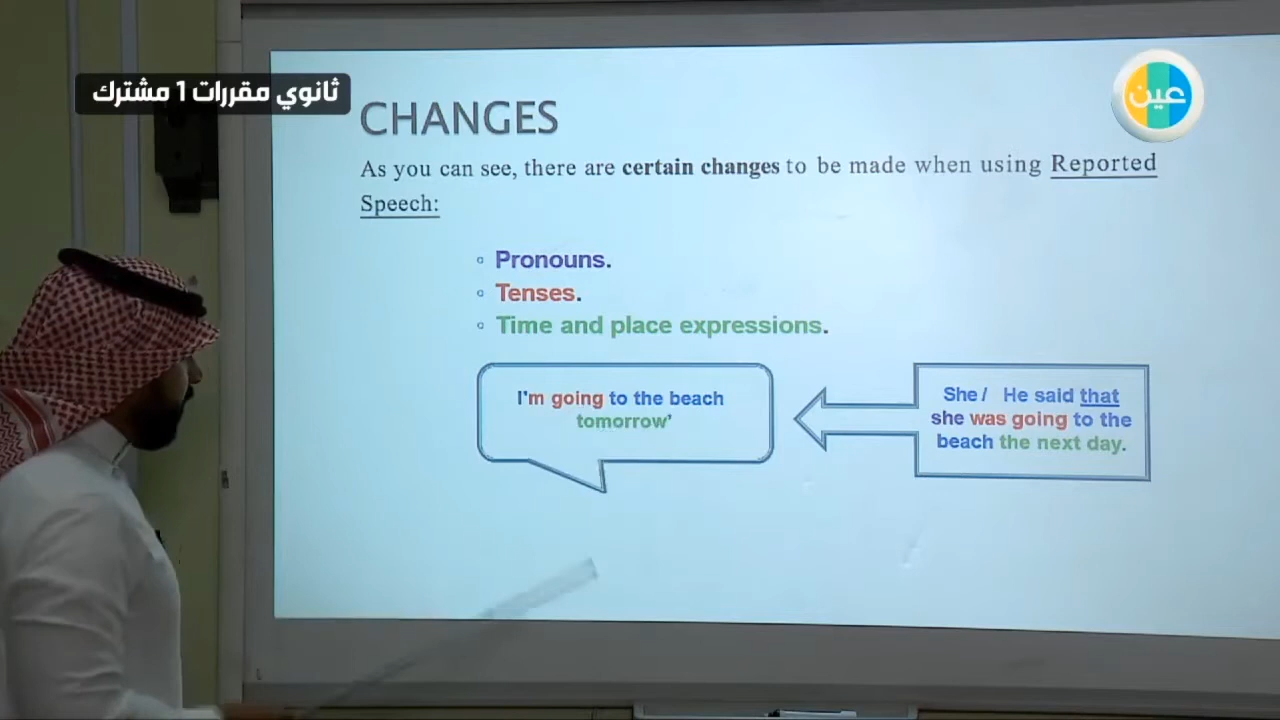 ثانوي مقررات 1 مشترك
عين
CHANGES
As you can see, there are certain changes to be made when using Reported
Speech:
Pronouns.
Tenses.
Time and place expressions.
I'm going to the beach
tomorrow'
She / He said that
she was going to the
beach the next day.